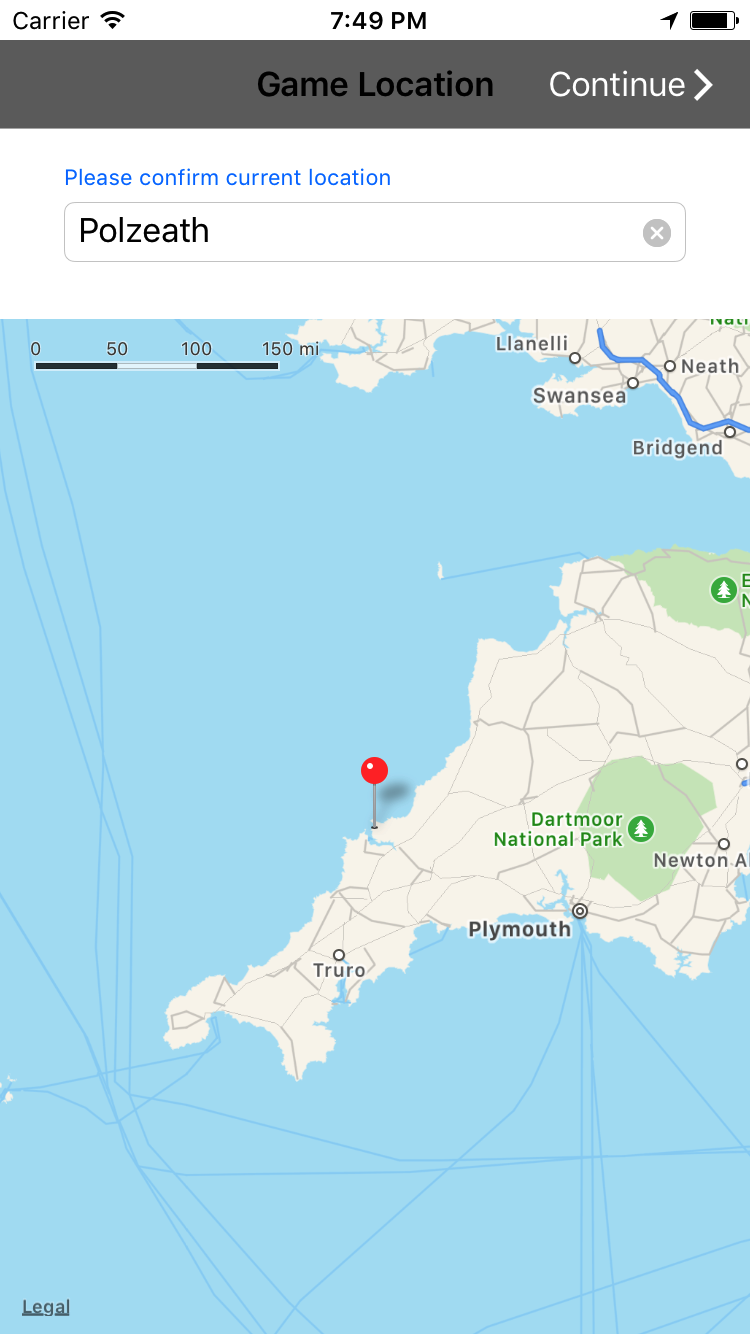 Carrier 7:49 PM
Game Location Continue
Please confirm current location
Polzeath
0 50 100 150 mi
Llanelli
Neath
Swansea
Bridgend
Dartmoor
National Park
Newton A
Plymouth
Truro
Legal